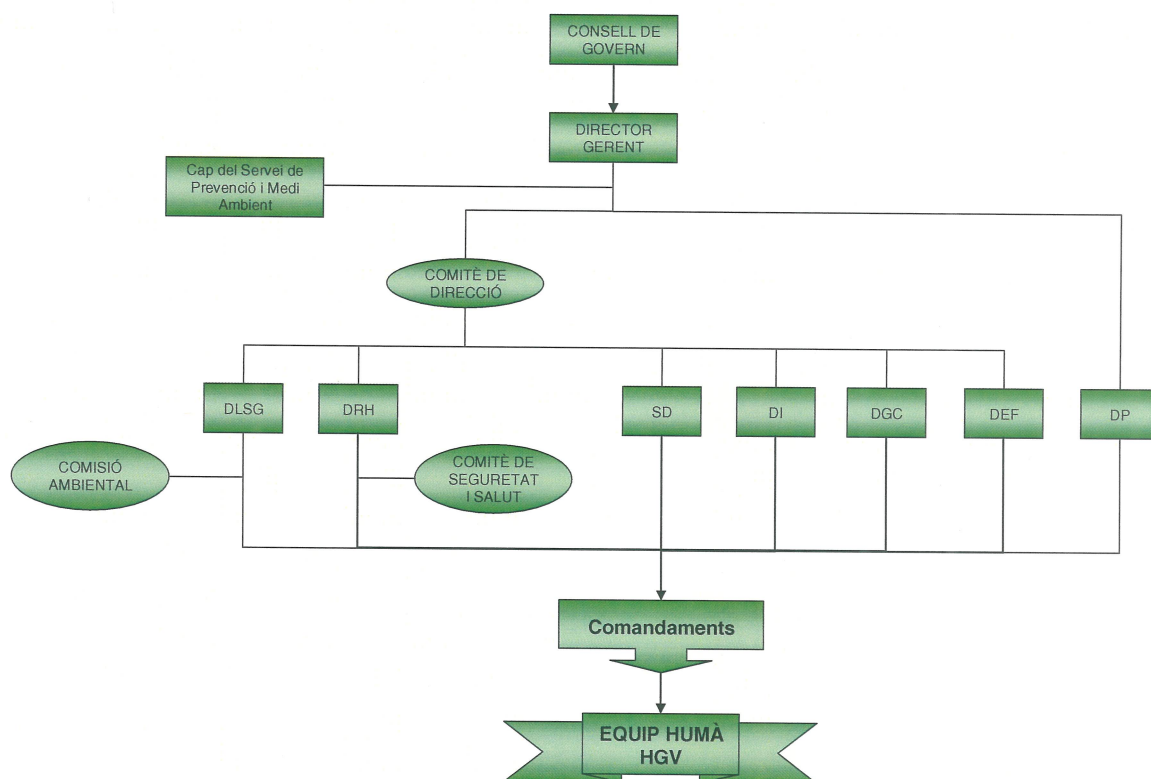 CONSELL DE
GOVERN
DIRECTOR
GERENT
Cap del Servei de
Prevenció i Medi
Ambient
COMITÈ DE
DIRECCIÓ
DLSG
DRH
SD
DI
DGC
DEF
DP
COMISIÓ
AMBIENTAL
COMITÈ DE
SEGURETAT
I SALUT
Comandaments
EQUIP HUMÀ
HGV